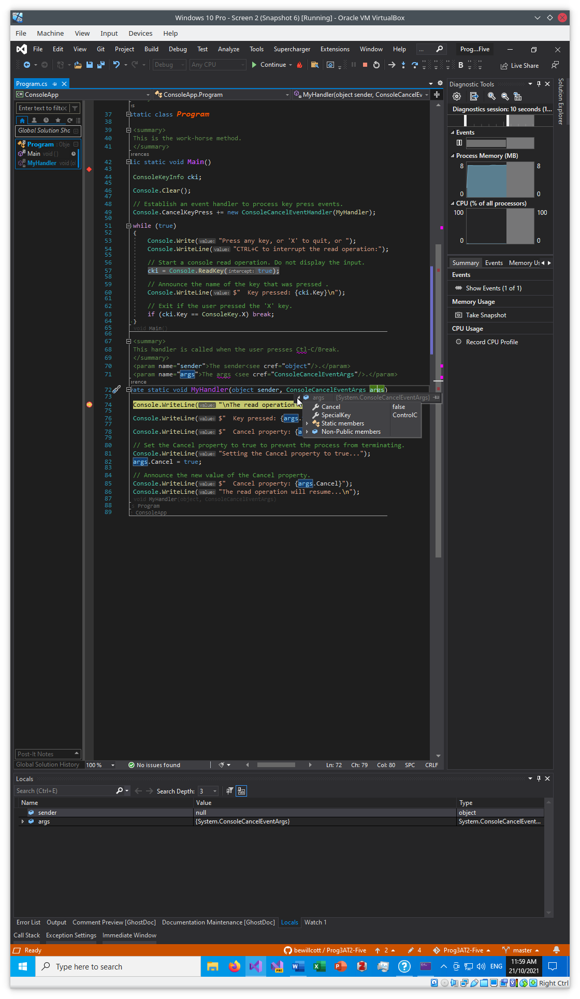 Windows 10 Pro - Screen 2 (Snapshot 6) [Running] - Oracle VM VirtualBox
File Machine View Input Devices Help
File Edit View Git Project Build Debug Test Analyze Tools Supercharger Extensions Window Help ... Prog...Five
Debug Any CPU Continue B Live Share
Program.cs
ConsoleApp ConsoleApp.Program MyHandler(object sender, ConsoleCancelEv
Enter text to filte
Global Solution Sho
Program : Obje
Main void ()
MyHandler void (ol
37 static class Program
38
39 <summary>
40 This is the work-horse method.
41 </summary>
erences
42 lic static void Main()
43
44 ConsoleKeyInfo cki;
45
46 Console.Clear();
47
48 // Establish an event handler to process key press events.
49 Console.CancelKeyPress += new ConsoleCancelEventHandler(MyHandler);
50
51 while (true)
52 {
53 Console.Write(value: "Press any key, or 'X' to quit, or ");
54 Console.WriteLine(value: "CTRL+C to interrupt the read operation:");
55
56 // Start a console read operation. Do not display the input.
57 cki = Console.ReadKey(intercept: true);
58
59 // Announce the name of the key that was pressed .
60 Console.WriteLine(value: $"  Key pressed: {cki.Key}\n");
61
62 // Exit if the user pressed the 'X' key.
63 if (cki.Key == ConsoleKey.X) break;
64 }
65 void Main()
66
67 <summary>
68 This handler is called when the user presses Ctl-C/Break.
69 </summary>
70 <param name="sender">The sender<see cref="object"/>.</param>
71 <param name="args">The args <see cref="ConsoleCancelEventArgs"/>.</param>
erence
72 vate static void MyHandler(object sender, ConsoleCancelEventArgs args)
73
74 Console.WriteLine(value: "\nThe read operation
args {System.ConsoleCancelEventArgs}
Cancel false
SpecialKey ControlC
Static members
Non-Public members
75
76 Console.WriteLine(value: $"  Key pressed: {args.
77
78 Console.WriteLine(value: $"  Cancel property: {a
79
80 // Set the Cancel property to true to prevent the process from terminating.
81 Console.WriteLine(value: "Setting the Cancel property to true...");
82 args.Cancel = true;
83
84 // Announce the new value of the Cancel property.
85 Console.WriteLine(value: $"  Cancel property: {args.Cancel}");
86 Console.WriteLine(value: "The read operation will resume...\n");
87 void MyHandler(object, ConsoleCancelEventArgs)
88 s Program
89 ConsoleApp
Diagnostic Tools
Diagnostics session: 10 seconds (1...
Events
Process Memory (MB)
8 8
0 0
CPU (% of all processors)
100 100
0 0
Summary Events Memory Us
Events
Show Events (1 of 1)
Memory Usage
Take Snapshot
CPU Usage
Record CPU Profile
Solution Explorer
Post-It Notes
Global Solution History
100 % No issues found Ln: 72 Ch: 79 Col: 80 SPC CRLF
Locals
Search (Ctrl+E) Search Depth: 3
Name Value Type
sender null object
args {System.ConsoleCancelEventArgs} System.ConsoleCancelEvent...
Error List Output Comment Preview [GhostDoc] Documentation Maintenance [GhostDoc] Locals Watch 1
Call Stack Exception Settings Immediate Window
Ready bewillcott / Prog3AT2-Five 2 4 Prog3AT2-Five master
Type here to search ENG 11:59 AM
21/10/2021
Right Ctrl